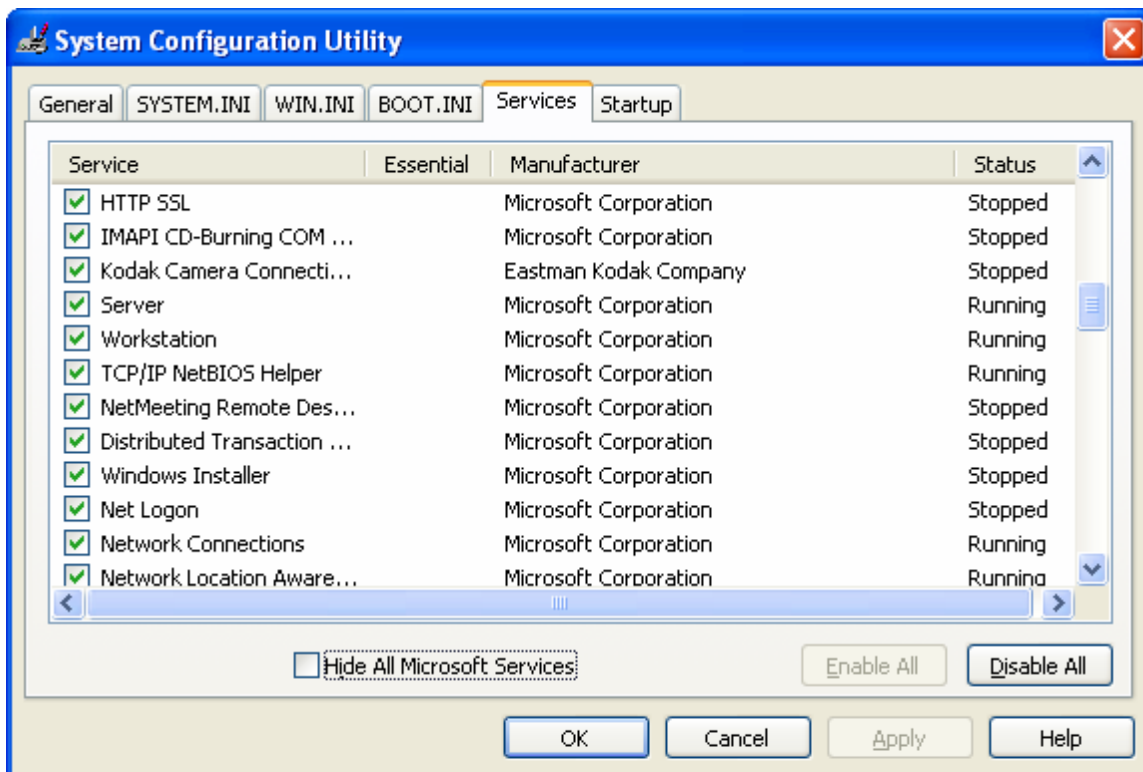 System Configuration Utility
General SYSTEM.INI WIN.INI BOOT.INI Services Startup
Service Essential Manufacturer Status
HTTP SSL Microsoft Corporation Stopped
IMAPI CD-Burning COM ... Microsoft Corporation Stopped
Kodak Camera Connecti... Eastman Kodak Company Stopped
Server Microsoft Corporation Running
Workstation Microsoft Corporation Running
TCP/IP NetBIOS Helper Microsoft Corporation Running
NetMeeting Remote Des... Microsoft Corporation Stopped
Distributed Transaction ... Microsoft Corporation Stopped
Windows Installer Microsoft Corporation Stopped
Net Logon Microsoft Corporation Stopped
Network Connections Microsoft Corporation Running
Network Location Aware... Microsoft Corporation Running
Hide All Microsoft Services Enable All Disable All
OK Cancel Apply Help